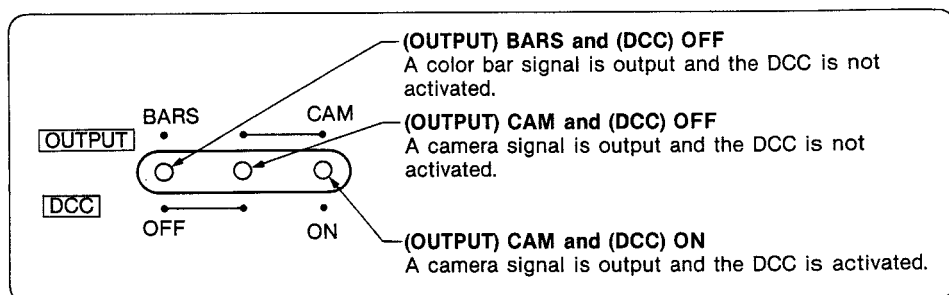 (OUTPUT) BARS and (DCC) OFF
A color bar signal is output and the DCC is not
activated.
BARS
CAM
OUTPUT
(OUTPUT) CAM and (DCC) OFF
A camera signal is output and the DCC is not
activated.
DCC
OFF
ON
(OUTPUT) CAM and (DCC) ON
A camera signal is output and the DCC is activated.